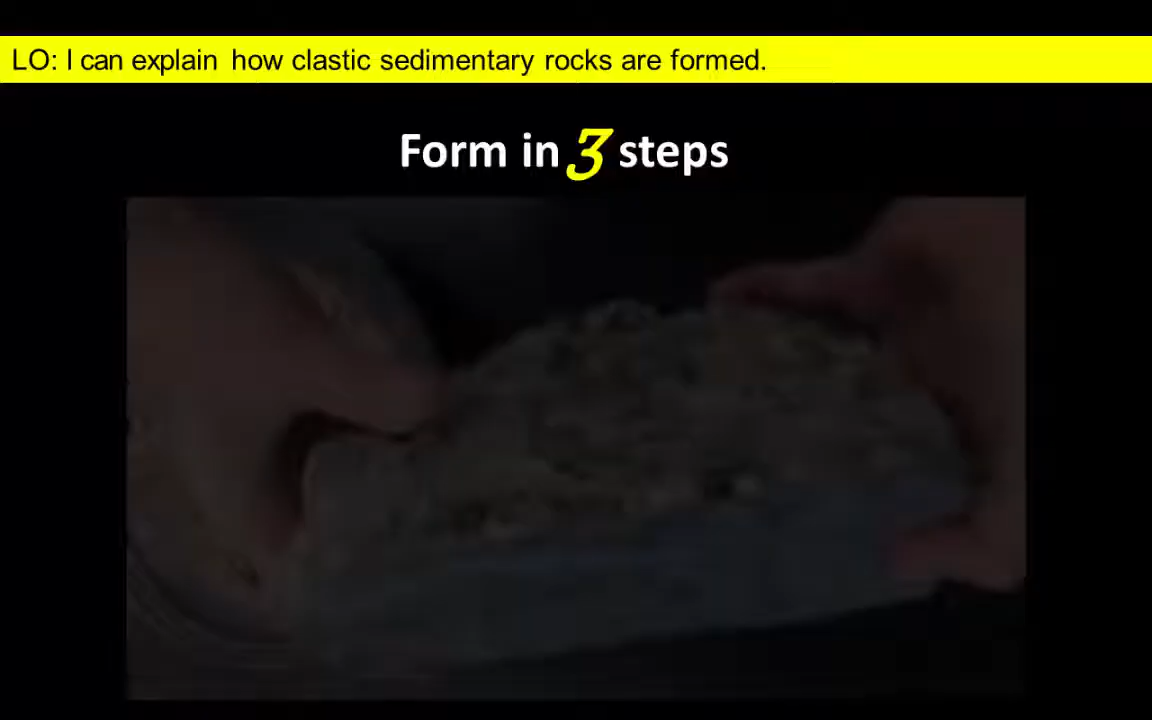 LO: I can explain how clastic sedimentary rocks are formed.
Form in 3 steps